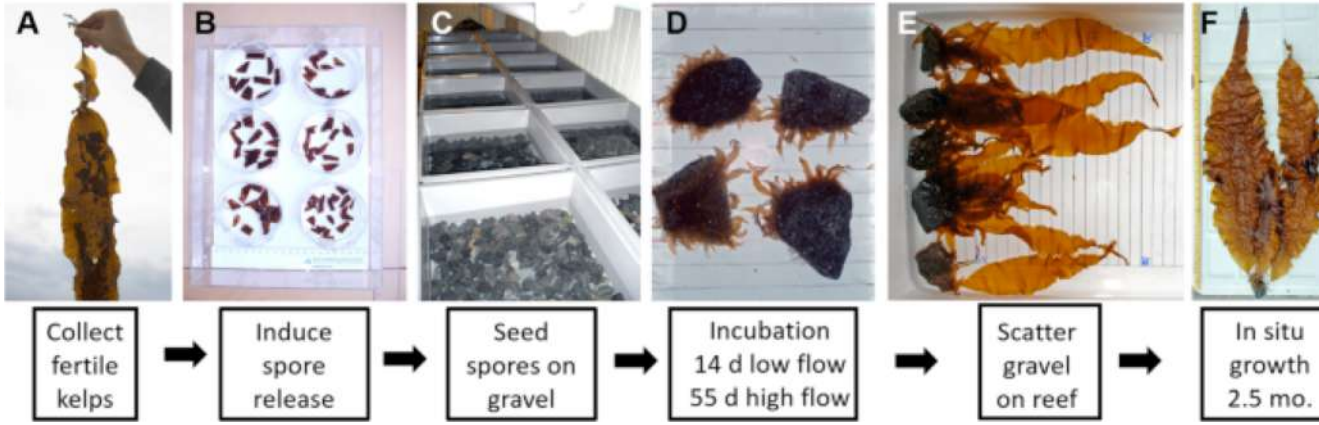 A
B
C
D
E
F
Collect
fertile
kelps
Induce
spore
release
Seed
spores on
gravel
Incubation
14 d low flow
55 d high flow
Scatter
gravel
on reef
In situ
growth
2.5 mo.